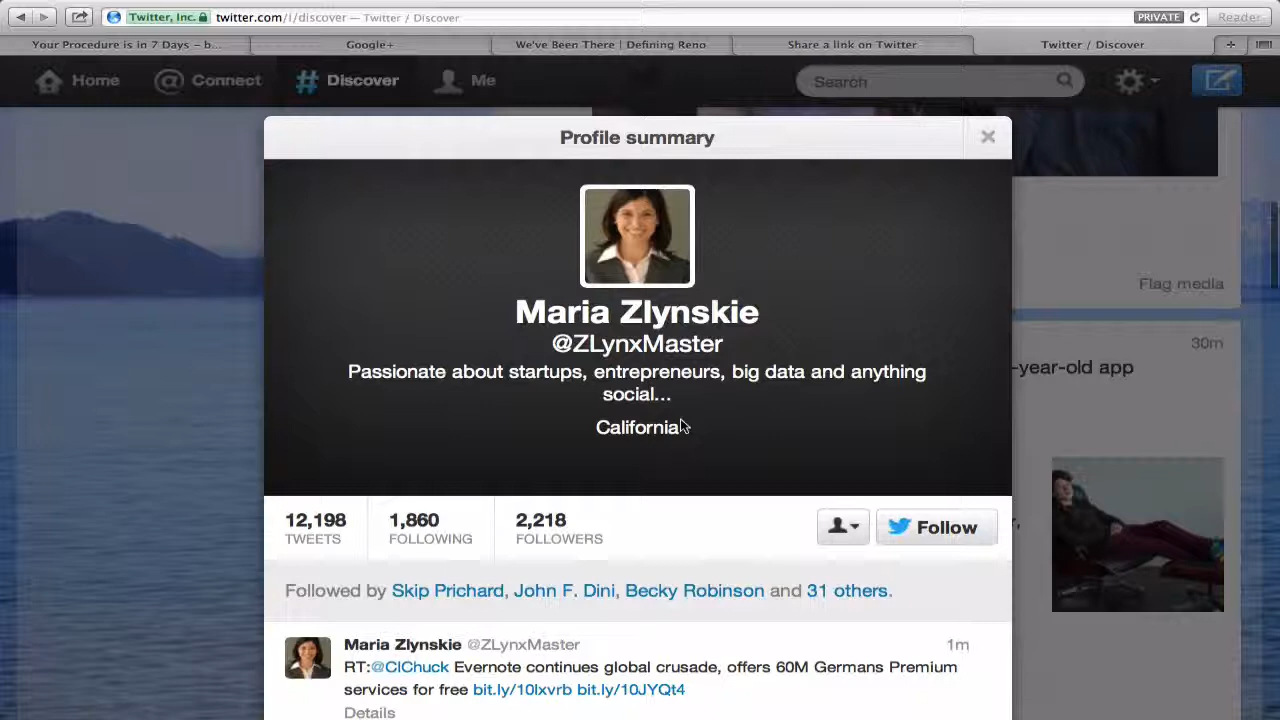 Twitter, Inc. twitter.com/i/discover — Twitter / Discover PRIVATE Reader
Your Procedure is in 7 Days – b... Google+ We've Been There | Defining Reno Share a link on Twitter Twitter / Discover
Home @ Connect # Discover Me Search
Profile summary
Maria Zlynskie
@ZLynxMaster
Passionate about startups, entrepreneurs, big data and anything
social...
California
Flag media
30m
-year-old app
12,198 1,860 2,218
TWEETS FOLLOWING FOLLOWERS
Follow
Followed by Skip Prichard, John F. Dini, Becky Robinson and 31 others.
Maria Zlynskie @ZLynxMaster 1m
RT:@ClChuck Evernote continues global crusade, offers 60M Germans Premium
services for free bit.ly/10lxvrb bit.ly/10JYQt4
Details